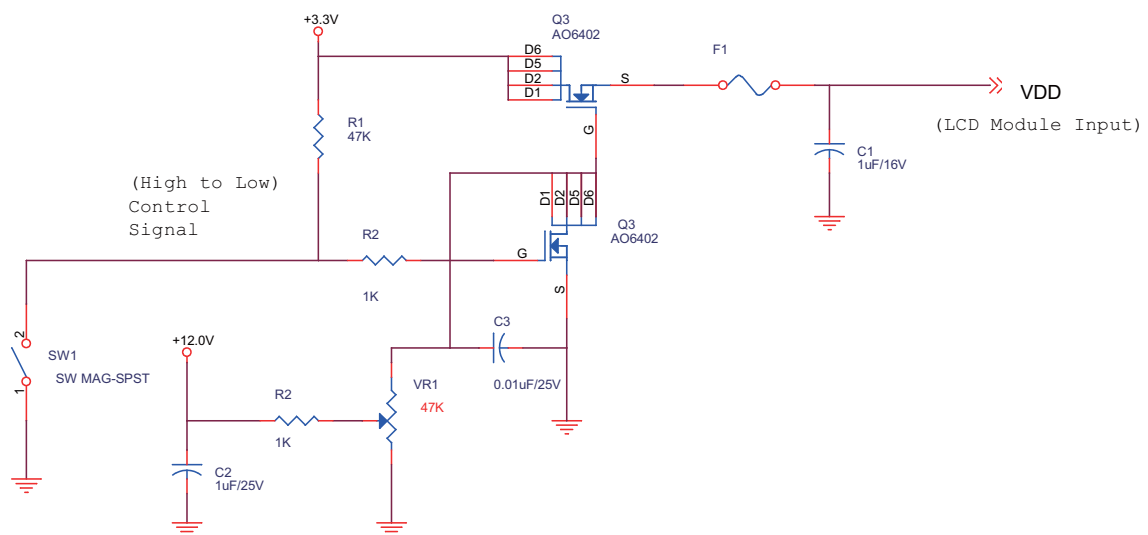 +3.3V
Q3
AO6402
D6
D5
D2
D1
S
G
F1
VDD
(LCD Module Input)
R1
47K
C1
1uF/16V
(High to Low)
Control
Signal
D1
D2
D5
D6
Q3
AO6402
R2
1K
G
S
2
1
SW1
SW MAG-SPST
+12.0V
C3
0.01uF/25V
VR1
47K
R2
1K
C2
1uF/25V